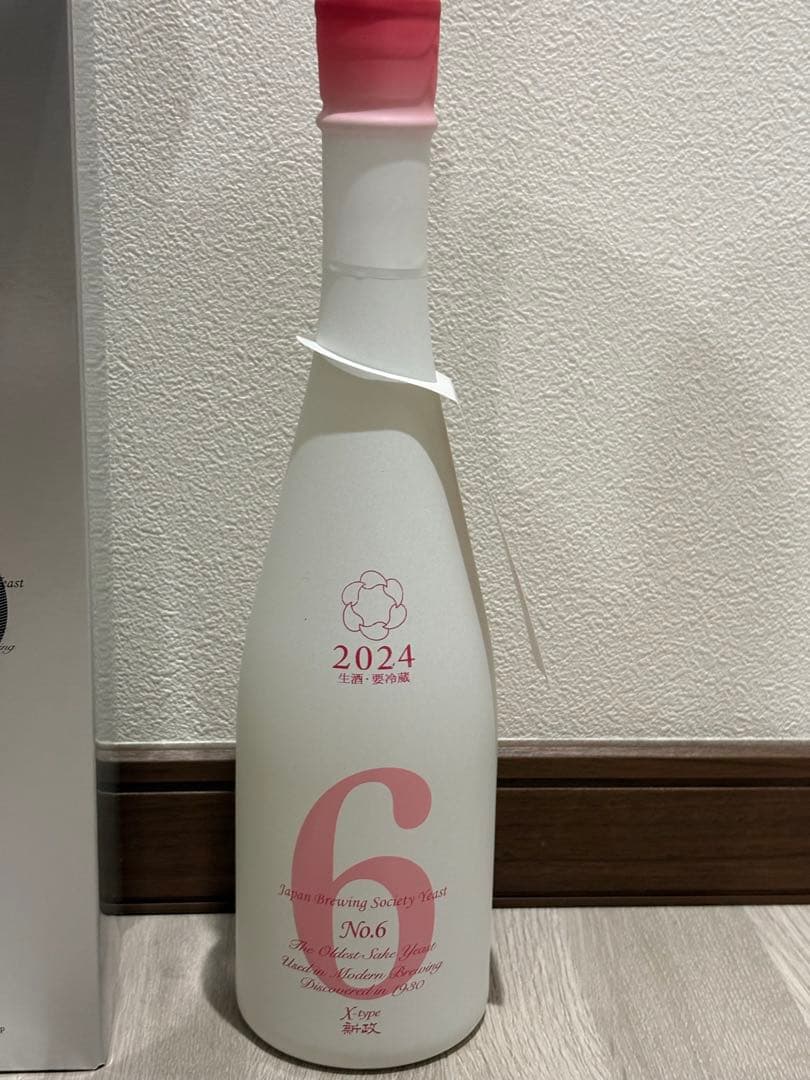 2024
生酒・要冷蔵
6
Japan Brewing Society Yeast
No.6
The Oldest Sake Yeast
Used in Modern Brewing
Discovered in 1930
X-type
新政